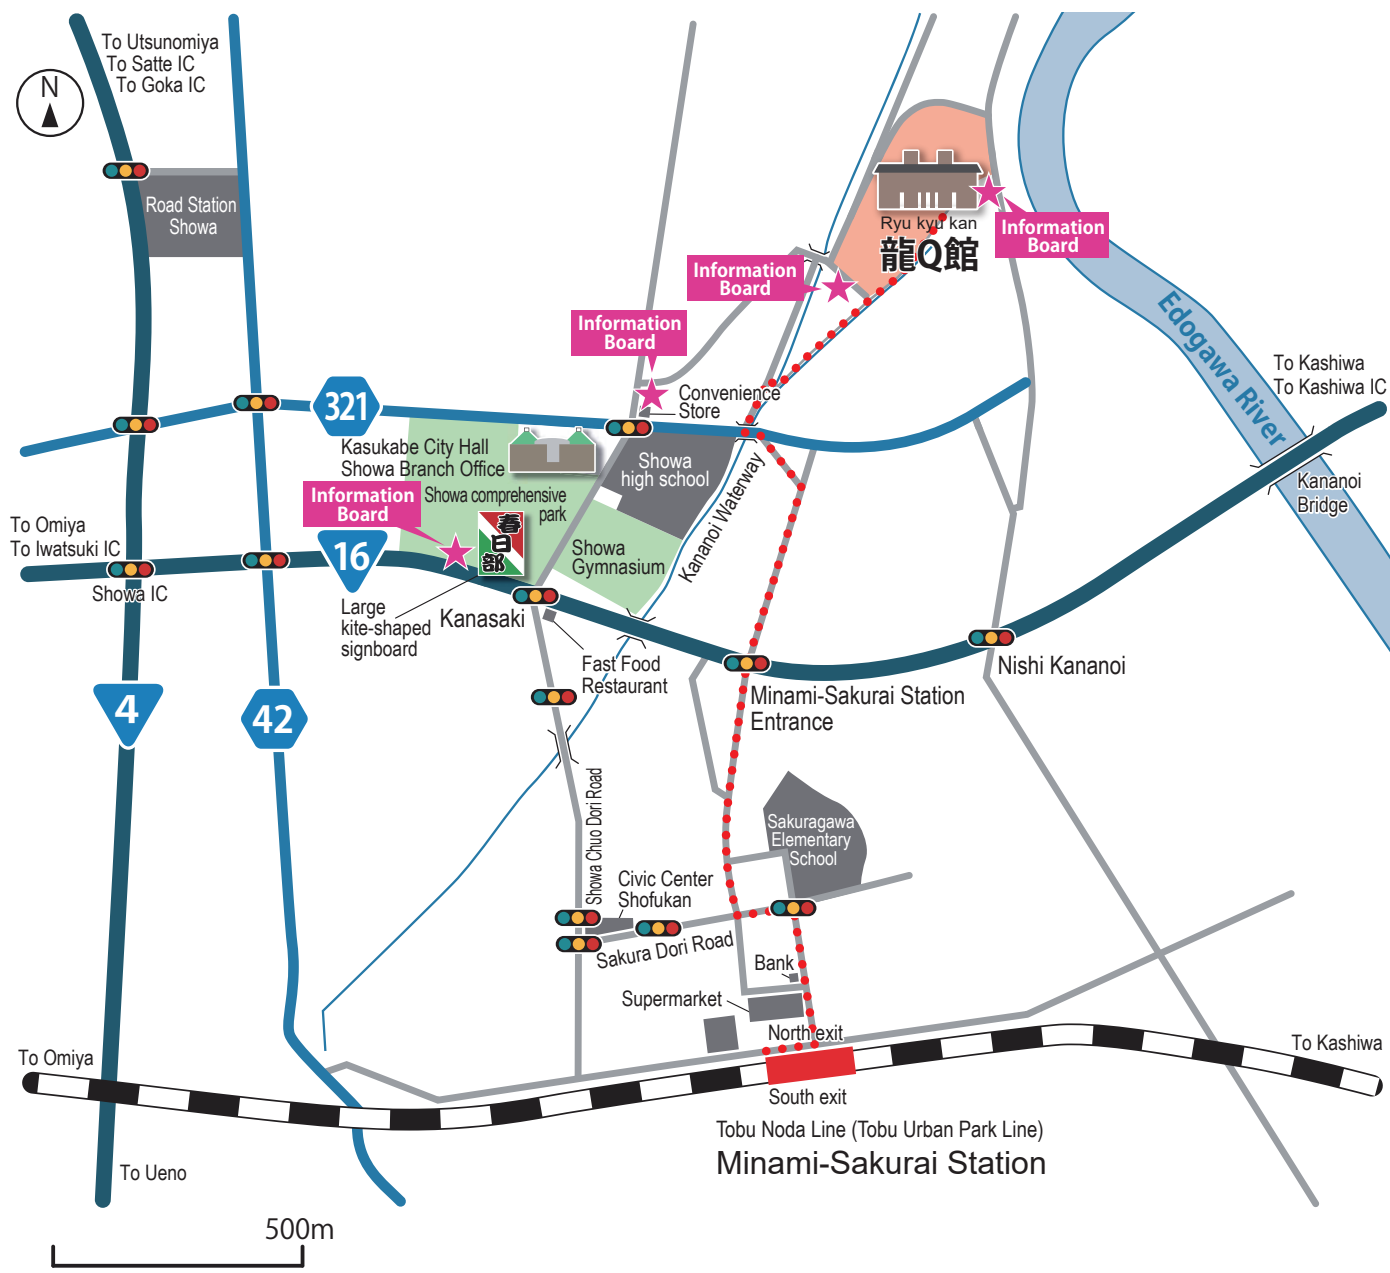 To Utsunomiya
To Satte IC
To Goka IC
N
Road Station
Showa
Ryu kyu kan
龍Q館
Information
Board
Information
Board
Information
Board
Edogawa River
To Kashiwa
To Kashiwa IC
Convenience
Store
321
Kasukabe City Hall
Showa Branch Office
Showa
high school
Kananoi
Bridge
Information
Board
Showa comprehensive
park
Kananoi Waterway
春
日
部
To Omiya
To Iwatsuki IC
16
Showa
Gymnasium
Showa IC
Large
kite-shaped
signboard
Kanasaki
Fast Food
Restaurant
Nishi Kananoi
Minami-Sakurai Station
Entrance
4
42
Showa Chuo Dori Road
Sakuragawa
Elementary
School
Civic Center
Shofukan
Sakura Dori Road
Bank
Supermarket
North exit
To Omiya
To Kashiwa
South exit
Tobu Noda Line (Tobu Urban Park Line)
Minami-Sakurai Station
To Ueno
500m